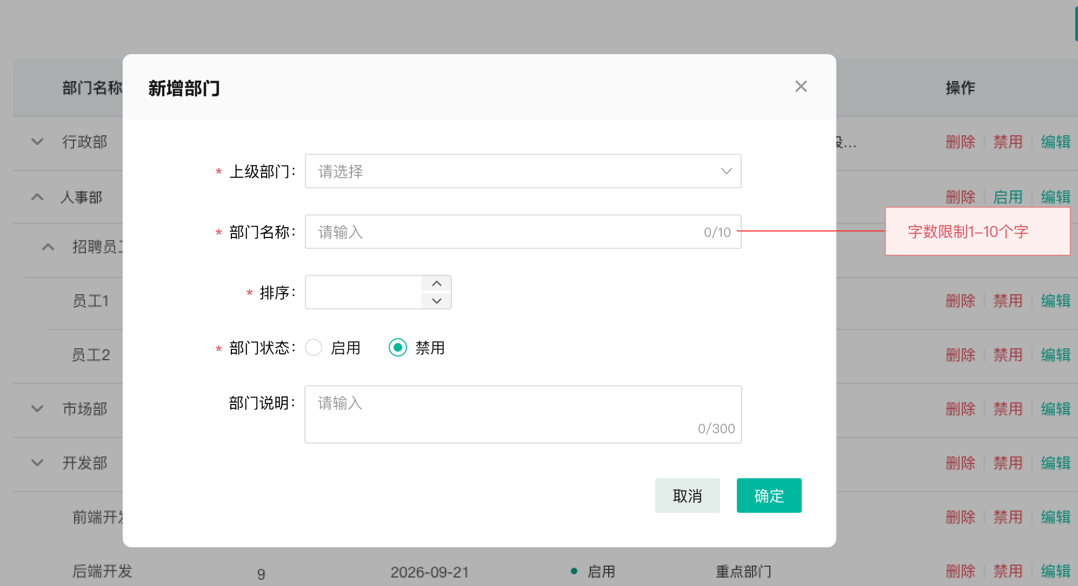 新增部门
部门名称 操作
行政部 ... 删除 禁用 编辑
人事部 删除 启用 编辑
* 上级部门: 请选择
* 部门名称: 请输入 0/10
字数限制1-10个字
招聘员
* 排序:
员工1 删除 禁用 编辑
* 部门状态: 启用 禁用
员工2 删除 禁用 编辑
部门说明: 请输入
0/300
市场部 删除 禁用 编辑
开发部 删除 禁用 编辑
取消 确定
前端开发 删除 禁用 编辑
后端开发 9 2026-09-21 启用 重点部门 删除 禁用 编辑